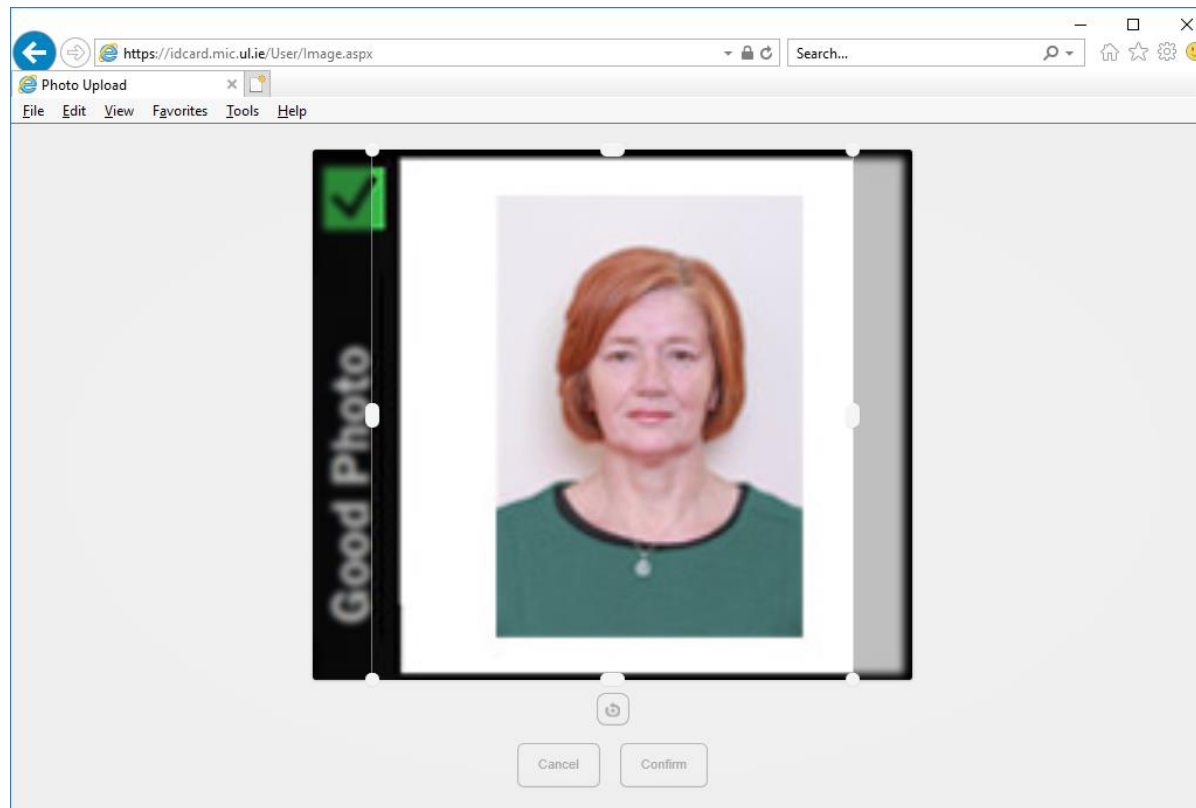 https://idcard.mic.ul.ie/User/Image.aspx
Search...
Photo Upload
File Edit View Favorites Tools Help
Good Photo
Cancel Confirm